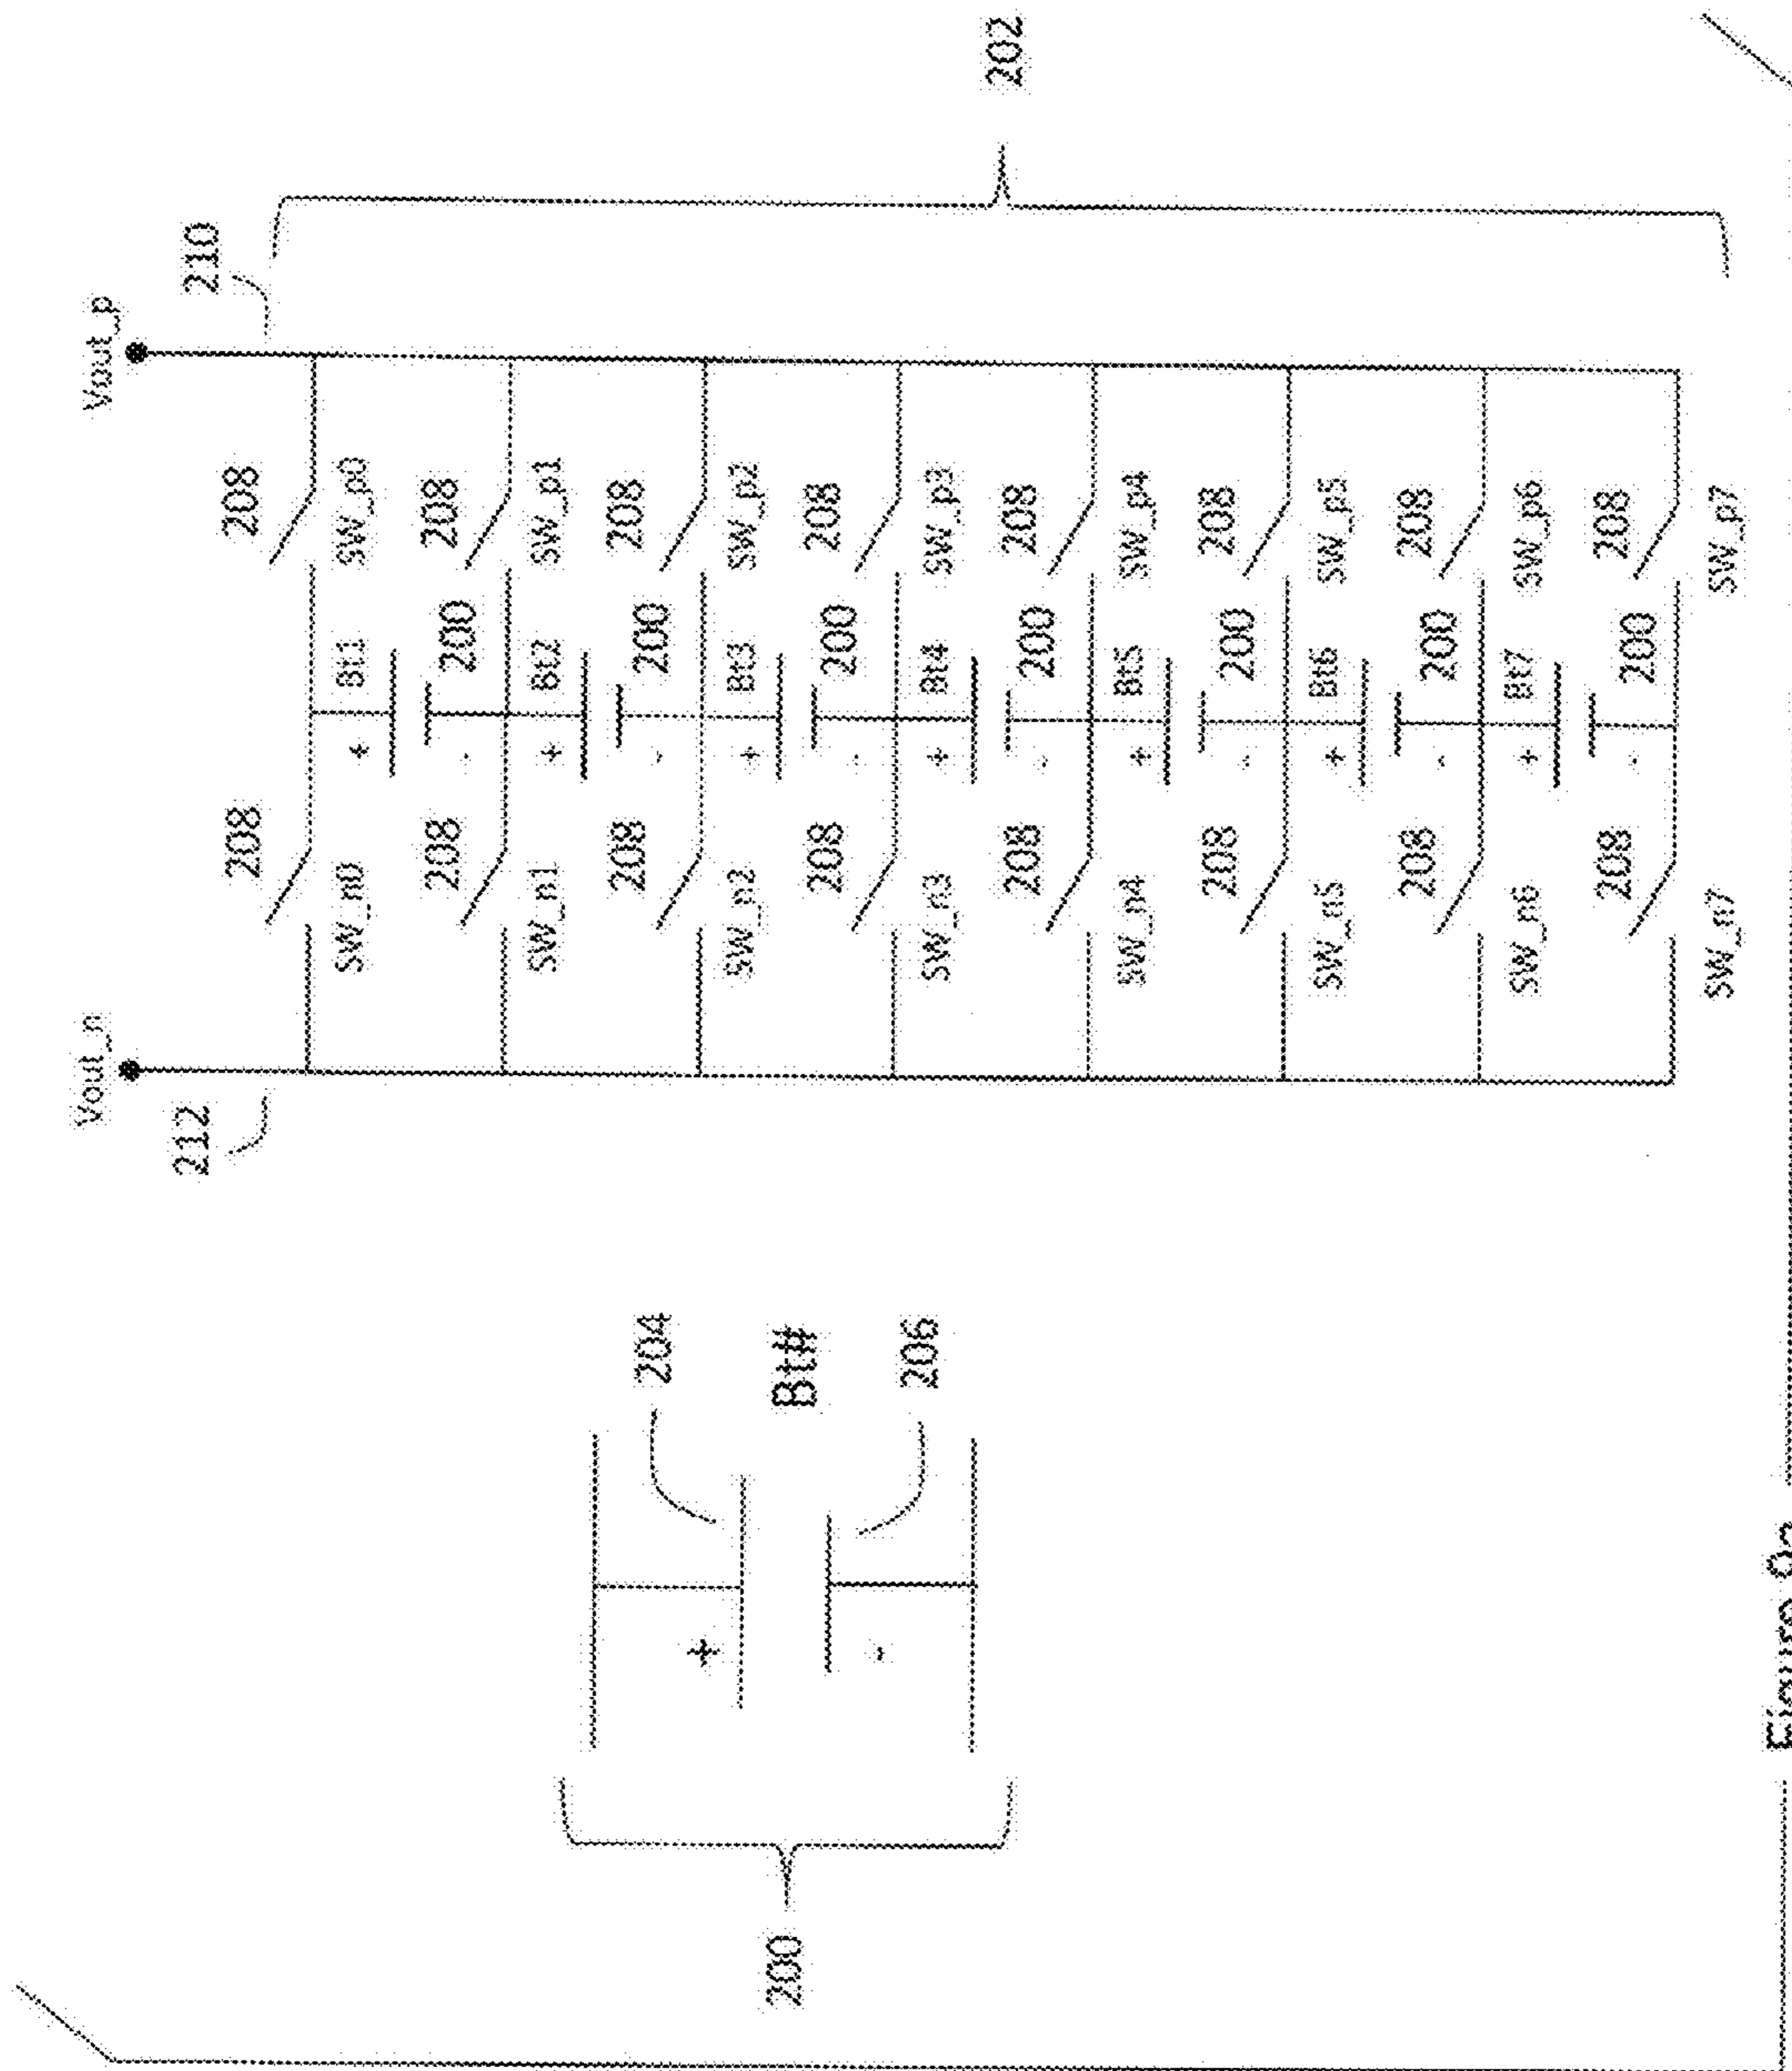 Vout_n
Vout_p
212
210
208
208
SW_n0
Bt1
SW_p0
208
200
208
SW_n1
Bt2
SW_p1
208
200
208
SW_n2
Bt3
SW_p2
208
200
208
SW_n3
Bt4
SW_p3
208
200
208
SW_n4
Bt5
SW_p4
208
200
208
SW_n5
Bt6
SW_p5
208
200
208
SW_n6
Bt7
SW_p6
208
200
208
SW_n7
SW_p7
202
200
204
Bt#
206
+
-
+
-
+
-
+
-
+
-
+
-
+
-
+
-
Figure